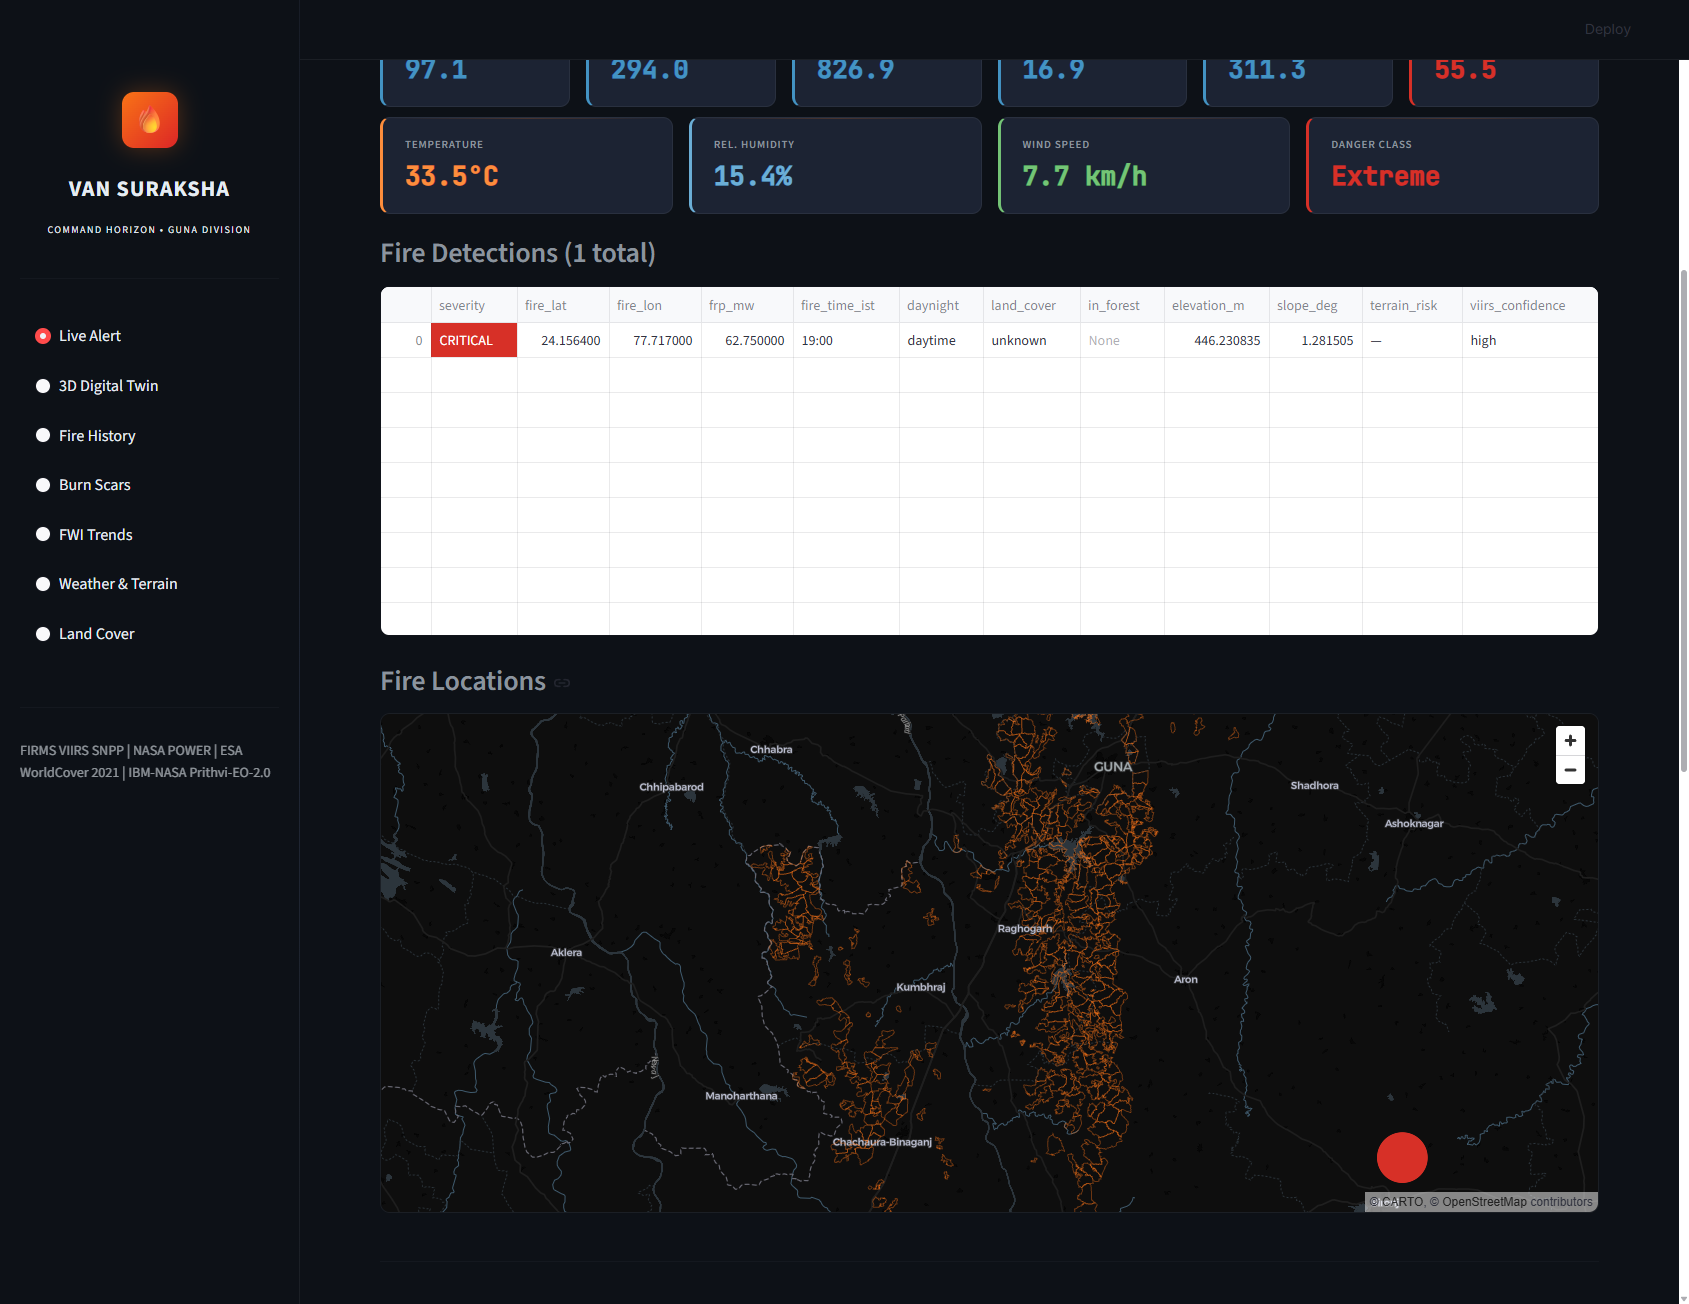 Deploy
VAN SURAKSHA
COMMAND HORIZON • GUNA DIVISION
Live Alert
3D Digital Twin
Fire History
Burn Scars
FWI Trends
Weather & Terrain
Land Cover
FIRMS VIIRS SNPP | NASA POWER | ESA
WorldCover 2021 | IBM-NASA Prithvi-EO-2.0
97.1 294.0 826.9 16.9 311.3 55.5
TEMPERATURE REL. HUMIDITY WIND SPEED DANGER CLASS
33.5°C 15.4% 7.7 km/h Extreme
Fire Detections (1 total)
severity fire_lat fire_lon frp_mw fire_time_ist daynight land_cover in_forest elevation_m slope_deg terrain_risk viirs_confidence
0 CRITICAL 24.156400 77.717000 62.750000 19:00 daytime unknown None 446.230835 1.281505 — high
Fire Locations
Chhabra
GUNA
Chhipabarod
Shadhora
Ashoknagar
Raghogarh
Aklera
Aron
Kumbhraj
Manoharthana
Chachaura-Binaganj
© CARTO, © OpenStreetMap contributors